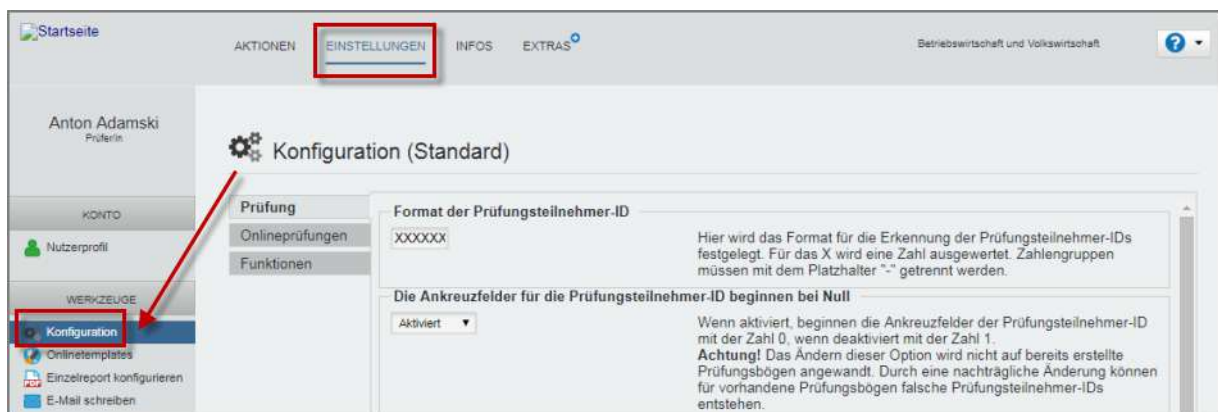 Startseite
AKTIONEN EINSTELLUNGEN INFOS EXTRAS
Betriebswirtschaft und Volkswirtschaft
Anton Adamski
Prüfer/in
KONTO
Nutzerprofil
WERKZEUGE
Konfiguration
Onlinetemplates
Einzelreport konfigurieren
E-Mail schreiben
Konfiguration (Standard)
Prüfung
Onlineprüfungen
Funktionen
Format der Prüfungsteilnehmer-ID
XXXXXX
Hier wird das Format für die Erkennung der Prüfungsteilnehmer-IDs
festgelegt. Für das X wird eine Zahl ausgewertet. Zahlengruppen
müssen mit dem Platzhalter "-" getrennt werden.
Die Ankreuzfelder für die Prüfungsteilnehmer-ID beginnen bei Null
Aktiviert
Wenn aktiviert, beginnen die Ankreuzfelder der Prüfungsteilnehmer-ID
mit der Zahl 0, wenn deaktiviert mit der Zahl 1.
Achtung! Das Ändern dieser Option wird nicht auf bereits erstellte
Prüfungsbögen angewandt. Durch eine nachträgliche Änderung können
für vorhandene Prüfungsbögen falsche Prüfungsteilnehmer-IDs
entstehen.